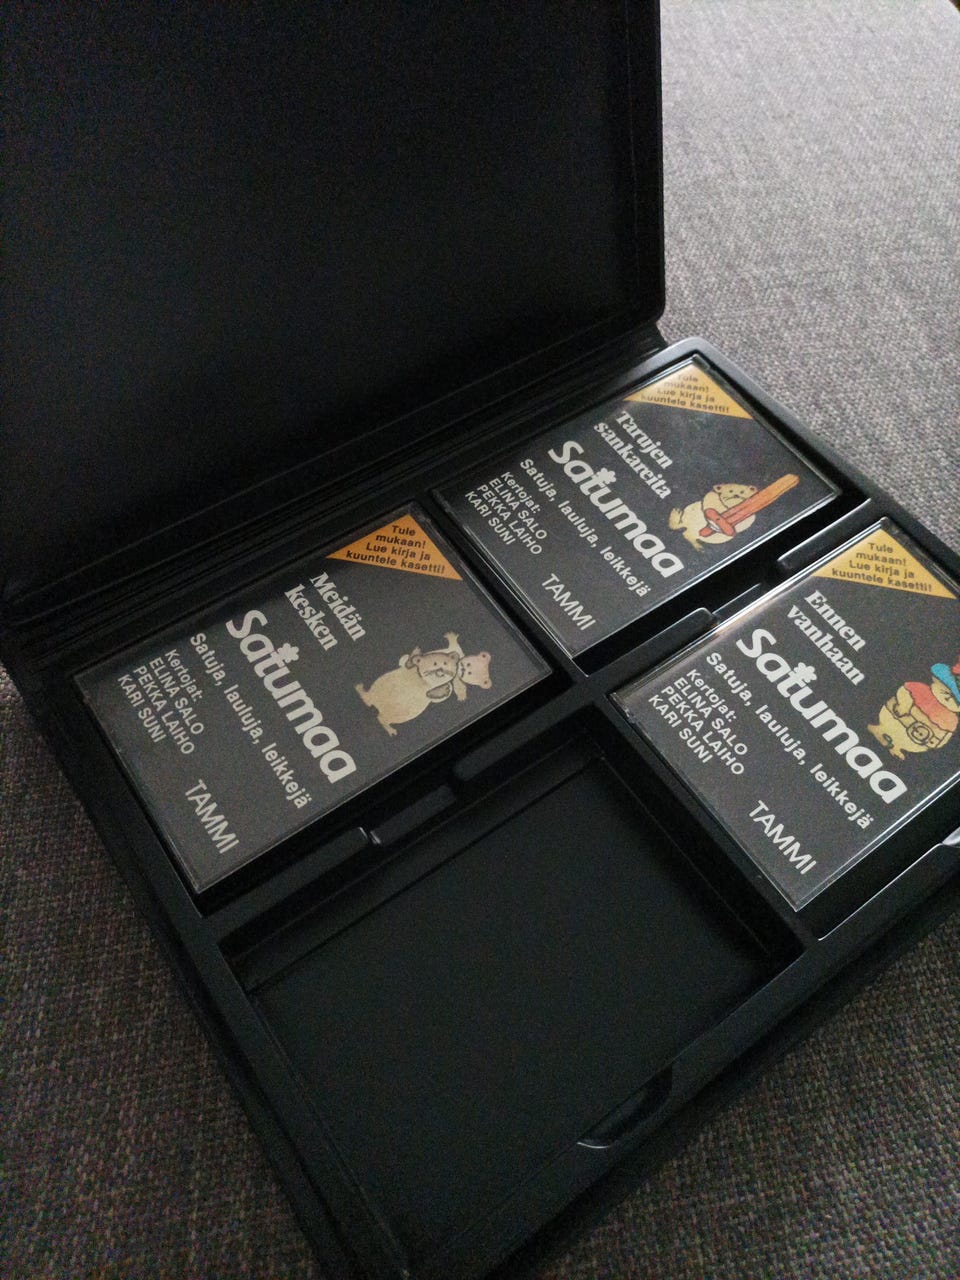 Tule
mukaan!
Lue kirja ja
kuuntele kasetti!
Meidän
kesken
Satumaa
Satuja, lauluja, leikkejä
Kertojat:
ELINA SALO
PEKKA LAIHO
KARI SUNI
TAMMI
Tule
mukaan!
Lue kirja ja
kuuntele kasetti!
Tarujen
sankareita
Satumaa
Satuja, lauluja, leikkejä
Kertojat:
ELINA SALO
PEKKA LAIHO
KARI SUNI
TAMMI
Tule
mukaan!
Lue kirja ja
kuuntele kasetti!
Ennen
vanhaan
Satumaa
Satuja, lauluja, leikkejä
Kertojat:
ELINA SALO
PEKKA LAIHO
KARI SUNI
TAMMI